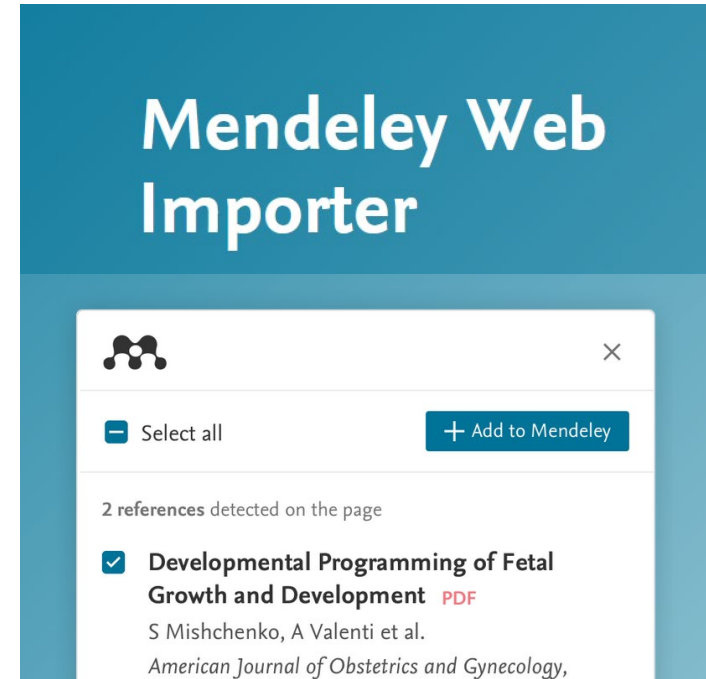 Mendeley Web
Importer
Select all
+ Add to Mendeley
2 references detected on the page
Developmental Programming of Fetal
Growth and Development PDF
S Mishchenko, A Valenti et al.
American Journal of Obstetrics and Gynecology,